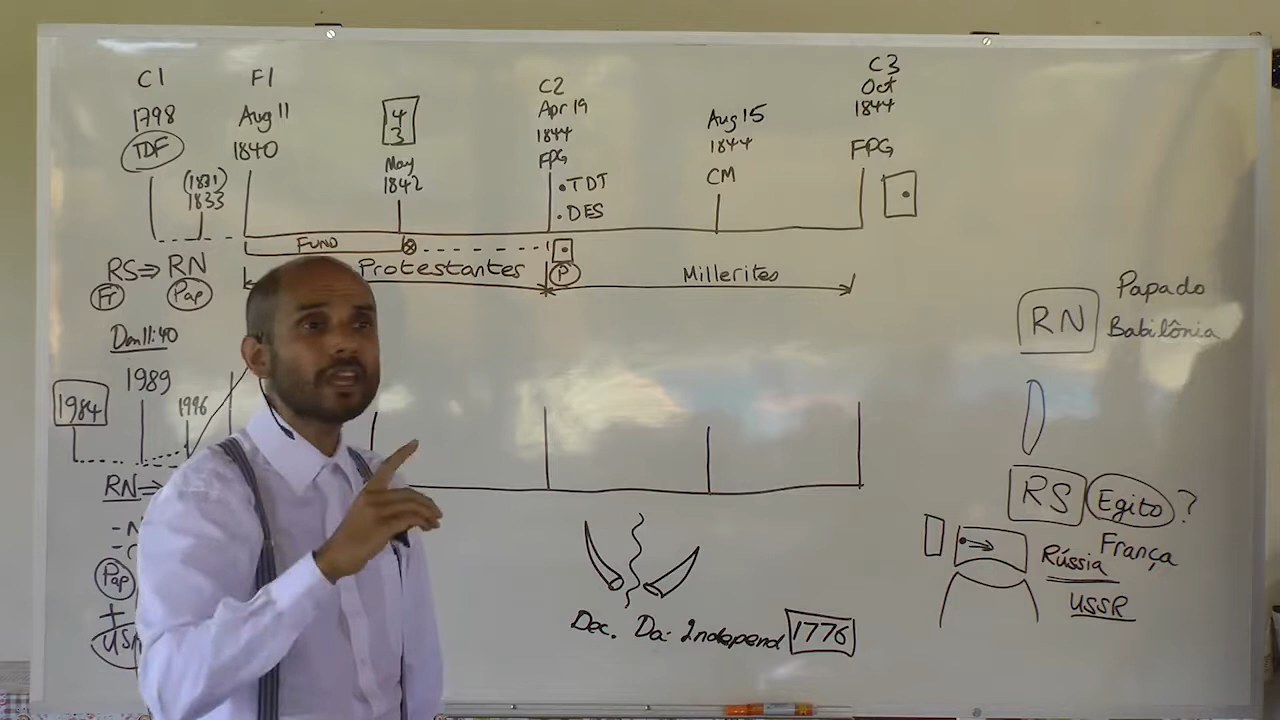 C1
1798
TDF
(1831)
1833
F1
Aug 11
1840
4
3
May
1842
C2
Apr 19
1844
FPG
• TDT
• DES
Aug 15
1844
CM
C3
Oct
1844
FPG
FUND
Protestantes
P
Millerites
RS ⇒ RN
Fr
Pap
Dan 11:40
1984
1989
1996
RN ⇒
Pap
+
Dec. Da. Independ 1776
RN
Papado
Babilônia
RS
Egito ?
França
Rússia
USSR